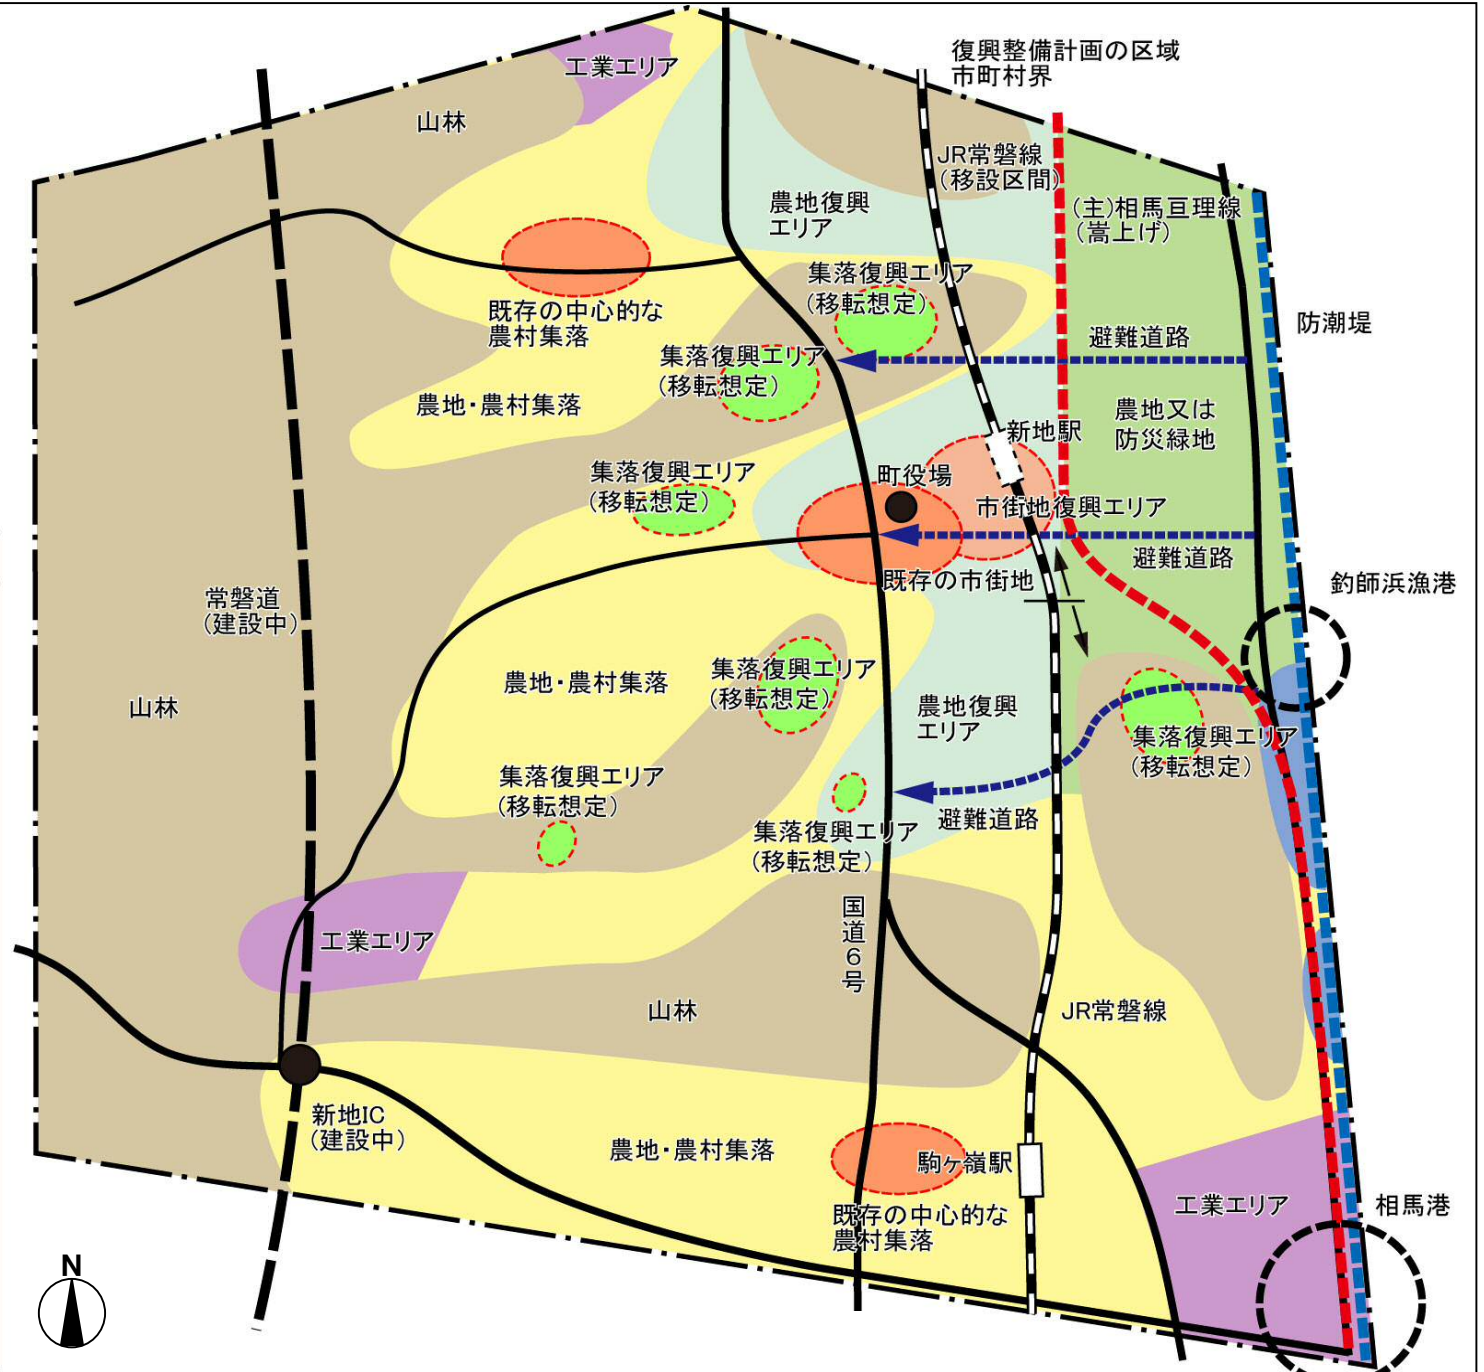 復興整備計画の区域
市町村界
工業エリア
山林
JR常磐線
（移設区間）
農地復興
エリア
（主）相馬亘理線
（嵩上げ）
集落復興エリア
（移転想定）
既存の中心的な
農村集落
防潮堤
避難道路
集落復興エリア
（移転想定）
農地・農村集落
農地又は
防災緑地
新地駅
集落復興エリア
（移転想定）
町役場
市街地復興エリア
避難道路
既存の市街地
釣師浜漁港
常磐道
（建設中）
山林
農地・農村集落
集落復興エリア
（移転想定）
農地復興
エリア
集落復興エリア
（移転想定）
集落復興エリア
（移転想定）
避難道路
集落復興エリア
（移転想定）
国道６号
工業エリア
山林
JR常磐線
新地IC
（建設中）
農地・農村集落
駒ヶ嶺駅
既存の中心的な
農村集落
工業エリア
相馬港
N